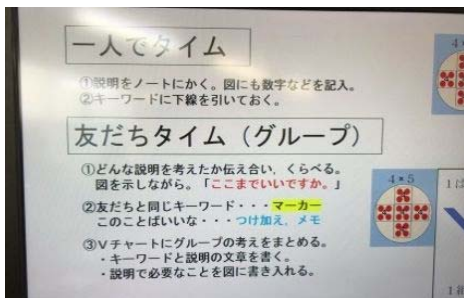 一人でタイム
①説明をノートにかく。図にも数字などを記入。
②キーワードに下線を引いておく。
友だちタイム（グループ）
①どんな説明を考えたか伝え合い、くらべる。
図を示しながら。「ここまでいいですか。」
②友だちと同じキーワード・・・マーカー
このことばいいな・・・つけ加え，メモ
③Ｖチャートにグループの考えをまとめる。
・キーワードと説明の文章を書く。
・説明で必要なことを図に書き入れる。
4×5